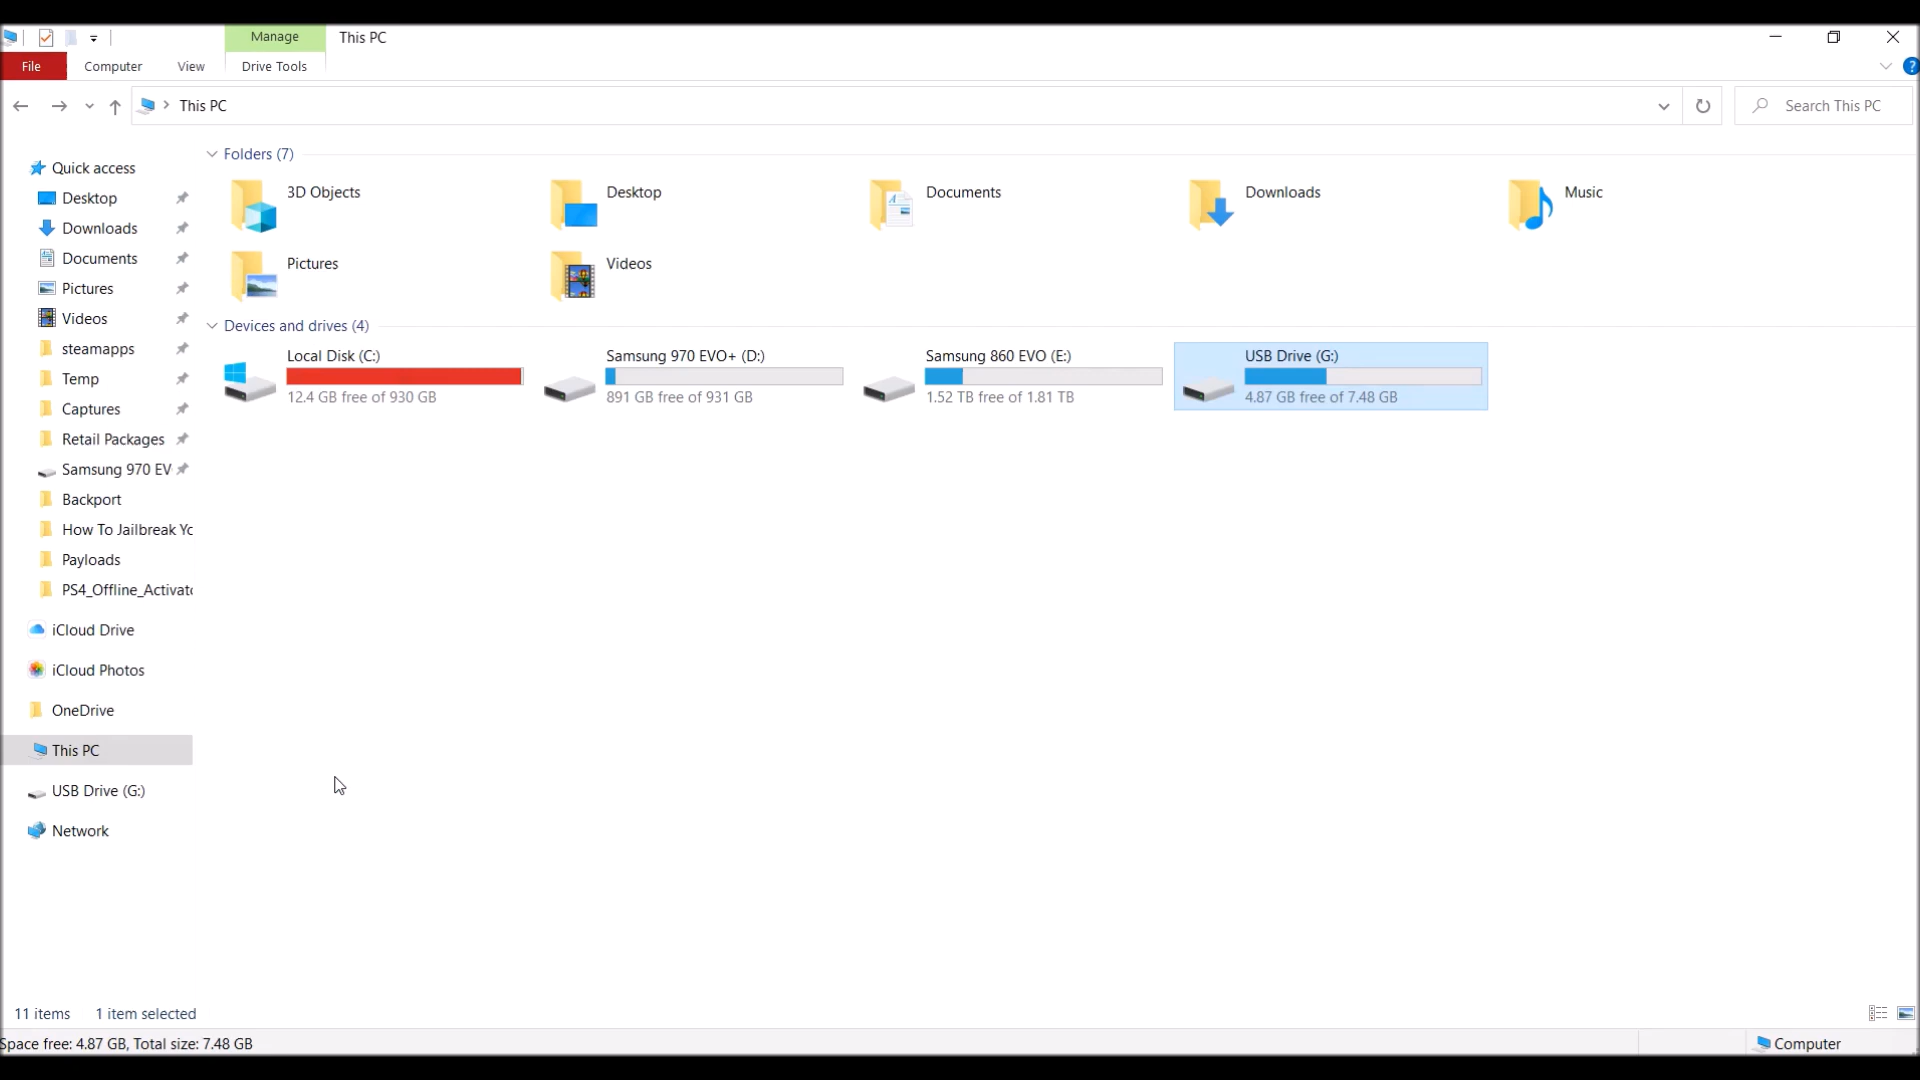 Manage This PC
File Computer View Drive Tools
This PC Search This PC
Quick access
Desktop
Downloads
Documents
Pictures
Videos
steamapps
Temp
Captures
Retail Packages
Samsung 970 EV
Backport
How To Jailbreak Yo
Payloads
PS4_Offline_Activato
iCloud Drive
iCloud Photos
OneDrive
This PC
USB Drive (G:)
Network
Folders (7)
3D Objects Desktop Documents Downloads Music
Pictures Videos
Devices and drives (4)
Local Disk (C:) Samsung 970 EVO+ (D:) Samsung 860 EVO (E:) USB Drive (G:)
12.4 GB free of 930 GB 891 GB free of 931 GB 1.52 TB free of 1.81 TB 4.87 GB free of 7.48 GB
11 items 1 item selected
Space free: 4.87 GB, Total size: 7.48 GB Computer